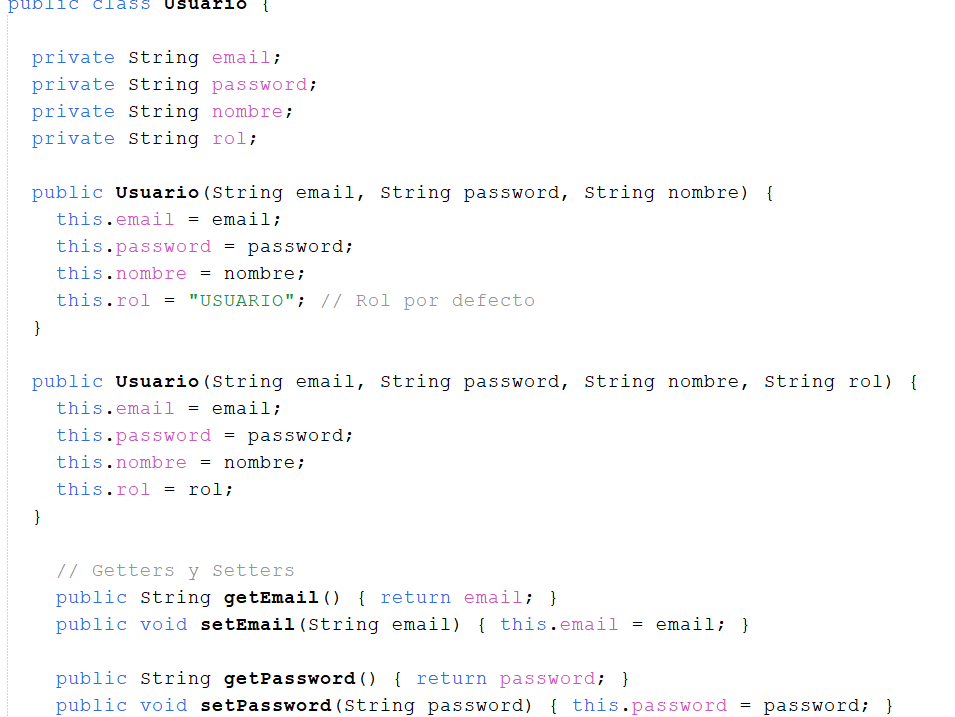 public class Usuario {
private String email;
private String password;
private String nombre;
private String rol;
public Usuario(String email, String password, String nombre) {
this.email = email;
this.password = password;
this.nombre = nombre;
this.rol = "USUARIO"; // Rol por defecto
}
public Usuario(String email, String password, String nombre, String rol) {
this.email = email;
this.password = password;
this.nombre = nombre;
this.rol = rol;
}
// Getters y Setters
public String getEmail() { return email; }
public void setEmail(String email) { this.email = email; }
public String getPassword() { return password; }
public void setPassword(String password) { this.password = password; }